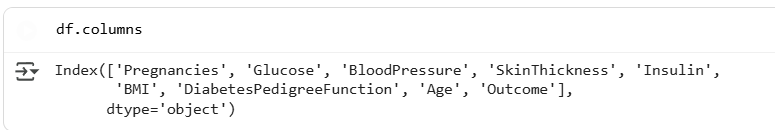 df.columns
Index(['Pregnancies', 'Glucose', 'BloodPressure', 'SkinThickness', 'Insulin',
'BMI', 'DiabetesPedigreeFunction', 'Age', 'Outcome'],
dtype='object')